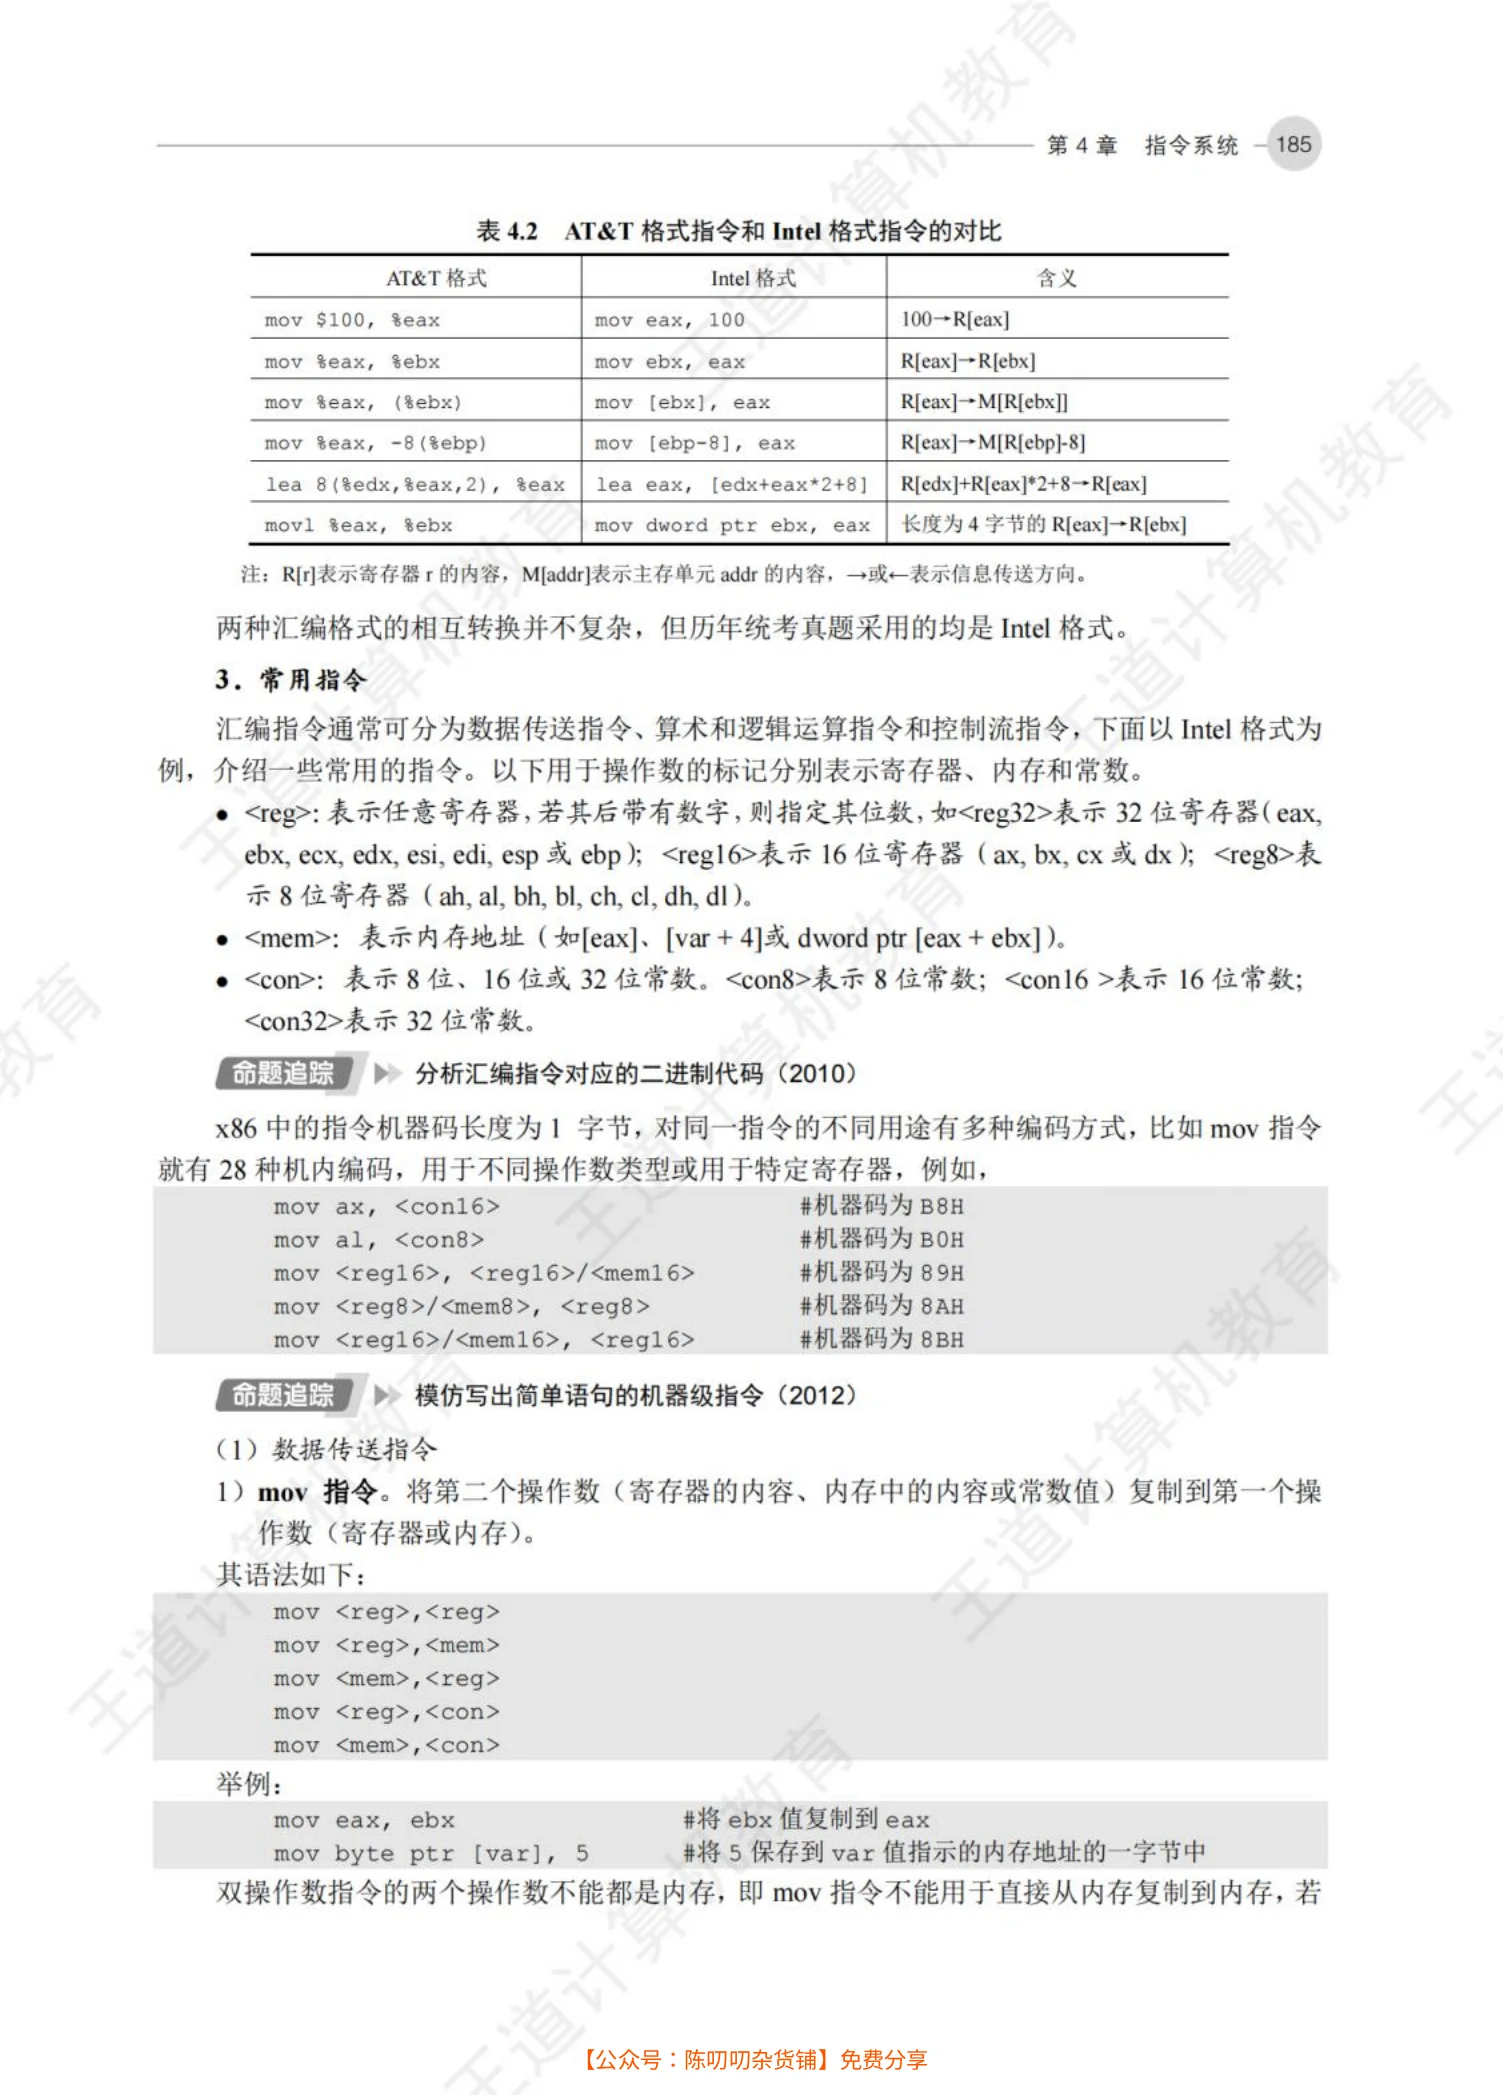 第 4 章 指令系统 185
表 4.2 AT&T 格式指令和 Intel 格式指令的对比
AT&T 格式 Intel 格式 含义
mov $100, %eax mov eax, 100 100→R[eax]
mov %eax, %ebx mov ebx, eax R[eax]→R[ebx]
mov %eax, (%ebx) mov [ebx], eax R[eax]→M[R[ebx]]
mov %eax, -8(%ebp) mov [ebp-8], eax R[eax]→M[R[ebp]-8]
lea 8(%edx,%eax,2), %eax lea eax, [edx+eax*2+8] R[edx]+R[eax]*2+8→R[eax]
movl %eax, %ebx mov dword ptr ebx, eax 长度为 4 字节的 R[eax]→R[ebx]
注：R[r]表示寄存器 r 的内容，M[addr]表示主存单元 addr 的内容，→或←表示信息传送方向。
两种汇编格式的相互转换并不复杂，但历年统考真题采用的均是 Intel 格式。
3．常用指令
汇编指令通常可分为数据传送指令、算术和逻辑运算指令和控制流指令，下面以 Intel 格式为
例，介绍一些常用的指令。以下用于操作数的标记分别表示寄存器、内存和常数。
● <reg>：表示任意寄存器，若其后带有数字，则指定其位数，如<reg32>表示 32 位寄存器（eax,
ebx, ecx, edx, esi, edi, esp 或 ebp）；<reg16>表示 16 位寄存器（ax, bx, cx 或 dx）；<reg8>表
示 8 位寄存器（ah, al, bh, bl, ch, cl, dh, dl）。
● <mem>：表示内存地址（如[eax]、[var + 4]或 dword ptr [eax + ebx]）。
● <con>：表示 8 位、16 位或 32 位常数。<con8>表示 8 位常数；<con16 >表示 16 位常数；
<con32>表示 32 位常数。
命题追踪 分析汇编指令对应的二进制代码（2010）
x86 中的指令机器码长度为 1 字节，对同一指令的不同用途有多种编码方式，比如 mov 指令
就有 28 种机内编码，用于不同操作数类型或用于特定寄存器，例如，
mov ax, <con16> #机器码为 B8H
mov al, <con8> #机器码为 B0H
mov <reg16>, <reg16>/<mem16> #机器码为 89H
mov <reg8>/<mem8>, <reg8> #机器码为 8AH
mov <reg16>/<mem16>, <reg16> #机器码为 8BH
命题追踪 模仿写出简单语句的机器级指令（2012）
（1）数据传送指令
1）mov 指令。将第二个操作数（寄存器的内容、内存中的内容或常数值）复制到第一个操
作数（寄存器或内存）。
其语法如下：
mov <reg>,<reg>
mov <reg>,<mem>
mov <mem>,<reg>
mov <reg>,<con>
mov <mem>,<con>
举例：
mov eax, ebx #将 ebx 值复制到 eax
mov byte ptr [var], 5 #将 5 保存到 var 值指示的内存地址的一字节中
双操作数指令的两个操作数不能都是内存，即 mov 指令不能用于直接从内存复制到内存，若
【公众号：陈叨叨杂货铺】免费分享
王道计算机教育